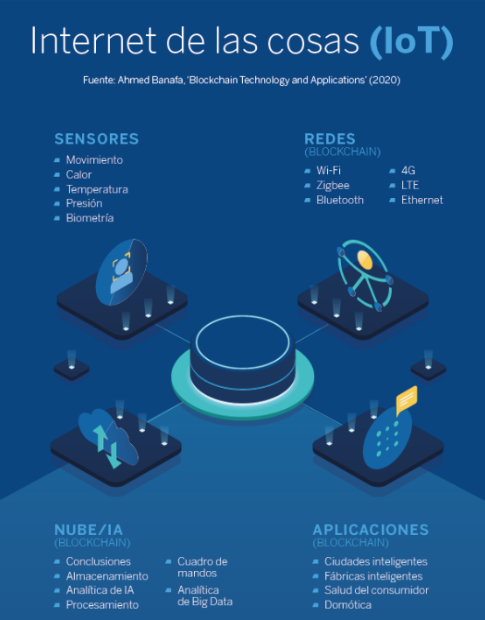 Internet de las cosas (IoT)
Fuente: Ahmed Banafa, 'Blockchain Technology and Applications' (2020)
SENSORES
Movimiento
Calor
Temperatura
Presión
Biometría
REDES
(BLOCKCHAIN)
Wi-Fi
Zigbee
Bluetooth
4G
LTE
Ethernet
NUBE/IA
(BLOCKCHAIN)
Conclusiones
Almacenamiento
Analítica de IA
Procesamiento
Cuadro de
mandos
Analítica
de Big Data
APLICACIONES
(BLOCKCHAIN)
Ciudades inteligentes
Fábricas inteligentes
Salud del consumidor
Domótica